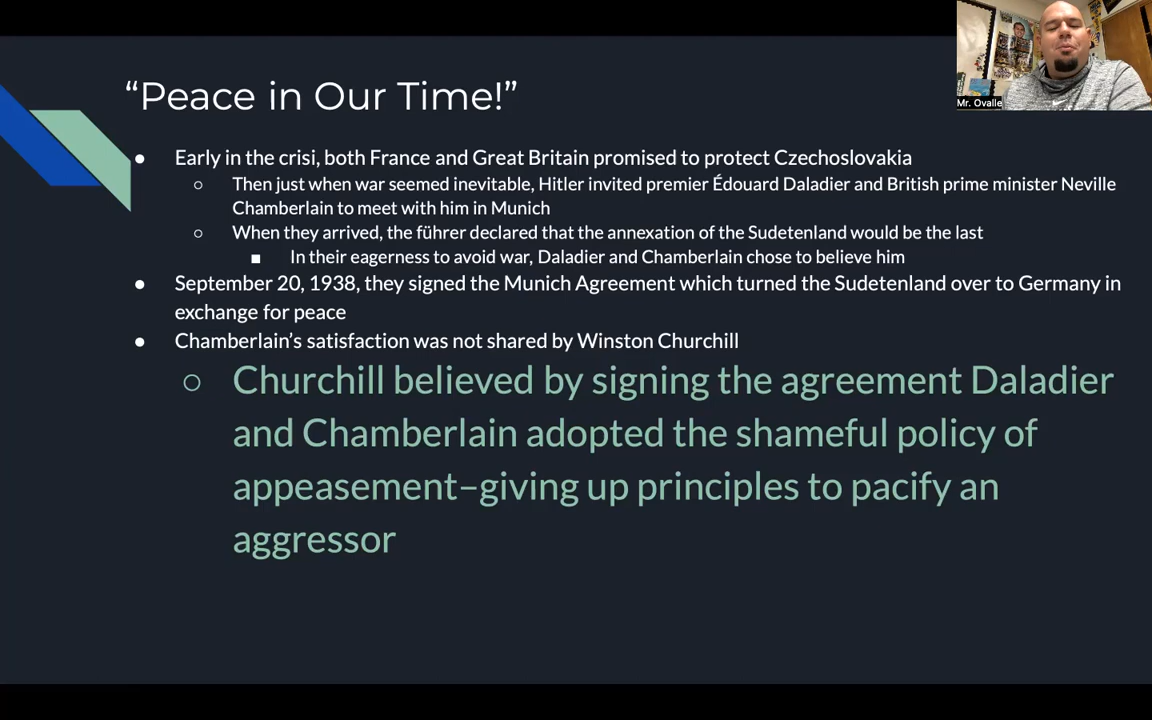 “Peace in Our Time!”
Mr. Ovalle
● Early in the crisi, both France and Great Britain promised to protect Czechoslovakia
○ Then just when war seemed inevitable, Hitler invited premier Édouard Daladier and British prime minister Neville
Chamberlain to meet with him in Munich
○ When they arrived, the führer declared that the annexation of the Sudetenland would be the last
■ In their eagerness to avoid war, Daladier and Chamberlain chose to believe him
● September 20, 1938, they signed the Munich Agreement which turned the Sudetenland over to Germany in
exchange for peace
● Chamberlain’s satisfaction was not shared by Winston Churchill
○ Churchill believed by signing the agreement Daladier
and Chamberlain adopted the shameful policy of
appeasement–giving up principles to pacify an
aggressor